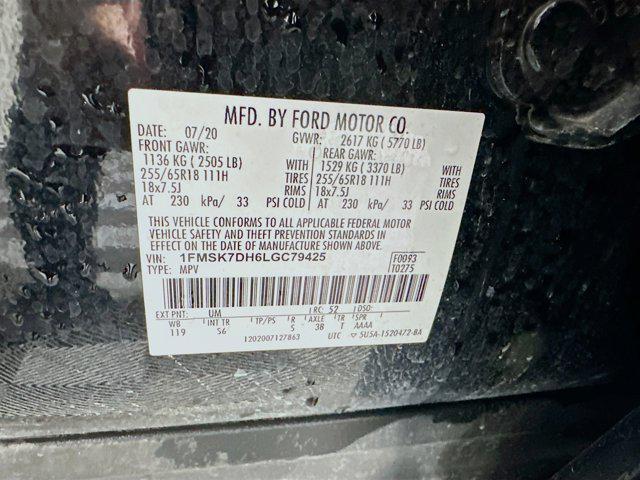 MFD. BY FORD MOTOR CO.
DATE: 07/20 GVWR: 2617 KG ( 5770 LB)
FRONT GAWR: REAR GAWR:
1136 KG ( 2505 LB) WITH 1529 KG ( 3370 LB) WITH
255/65R18 111H TIRES 255/65R18 111H TIRES
18x7.5J RIMS 18x7.5J RIMS
AT 230 kPa/ 33 PSI COLD AT 230 kPa/ 33 PSI COLD
THIS VEHICLE CONFORMS TO ALL APPLICABLE FEDERAL MOTOR
VEHICLE SAFETY AND THEFT PREVENTION STANDARDS IN
EFFECT ON THE DATE OF MANUFACTURE SHOWN ABOVE.
VIN: 1FMSK7DH6LGC79425 F0093
TYPE: MPV T0275
EXT PNT: UM RC: 52 DSO:
WB INT TR TP/PS R AXLE TR SPR
119 S6 S 38 T AAAA
1202007127863 UTC 5U5A-1520472-BA